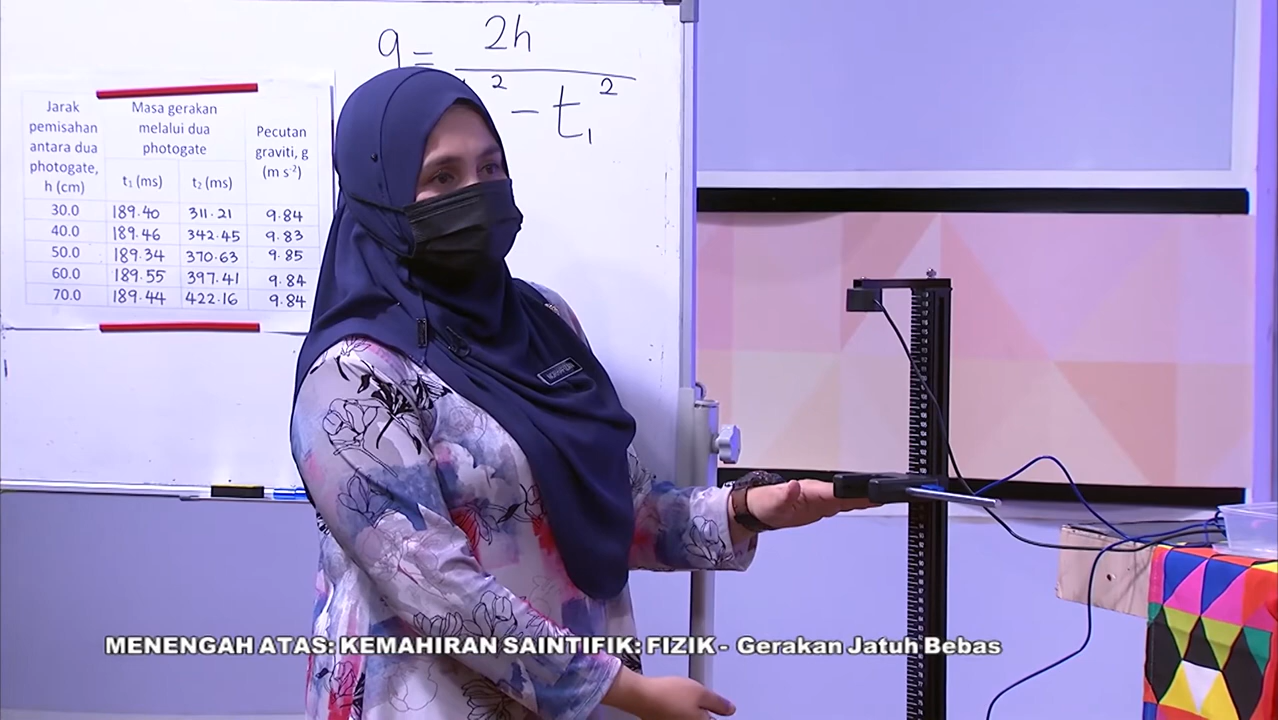 g = 2h
2 - t₁ 2
Jarak pemisahan antara dua photogate, h (cm)
Masa gerakan melalui dua photogate
Pecutan graviti, g (m s⁻²)
t₁ (ms) t₂ (ms)
30.0 189.40 311.21 9.84
40.0 189.46 342.45 9.83
50.0 189.34 370.63 9.85
60.0 189.55 397.41 9.84
70.0 189.44 422.16 9.84
MENENGAH ATAS: KEMAHIRAN SAINTIFIK: FIZIK - Gerakan Jatuh Bebas